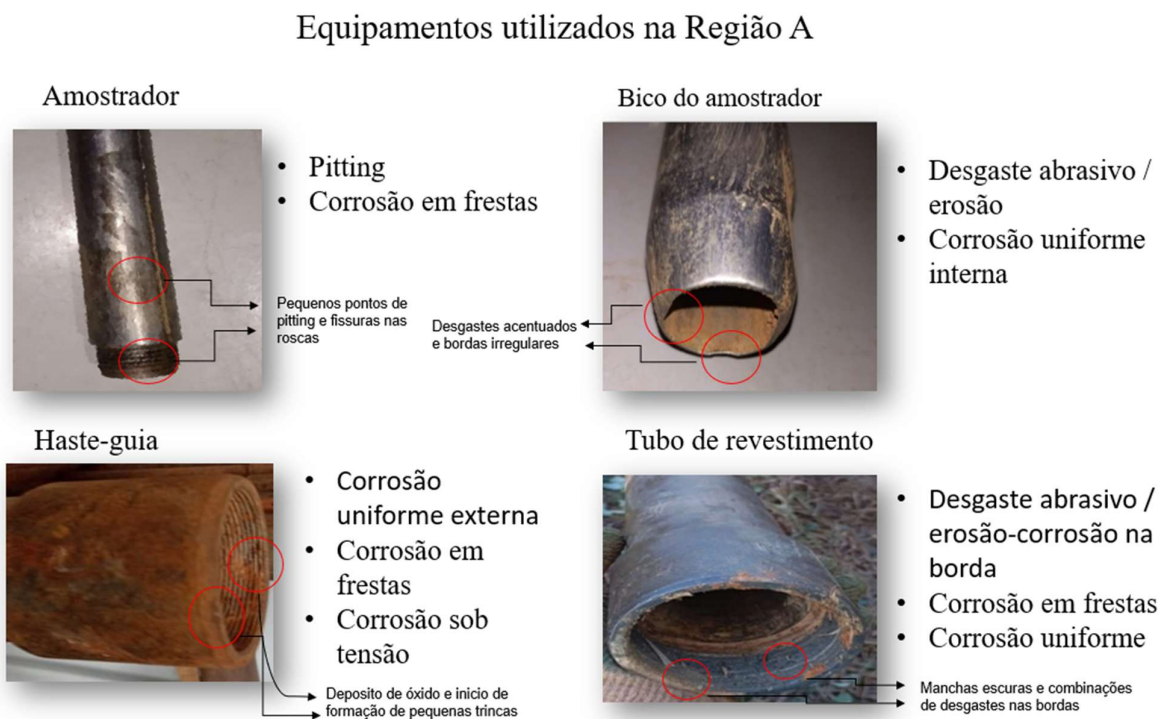 Equipamentos utilizados na Região A
Amostrador
• Pitting
• Corrosão em frestas
Pequenos pontos de
pitting e fissuras nas
roscas
Bico do amostrador
• Desgaste abrasivo /
erosão
• Corrosão uniforme
interna
Desgastes acentuados
e bordas irregulares
Haste-guia
• Corrosão
uniforme externa
• Corrosão em
frestas
• Corrosão sob
tensão
Deposito de óxido e inicio de
formação de pequenas trincas
Tubo de revestimento
• Desgaste abrasivo /
erosão-corrosão na
borda
• Corrosão em frestas
• Corrosão uniforme
Manchas escuras e combinações
de desgastes nas bordas